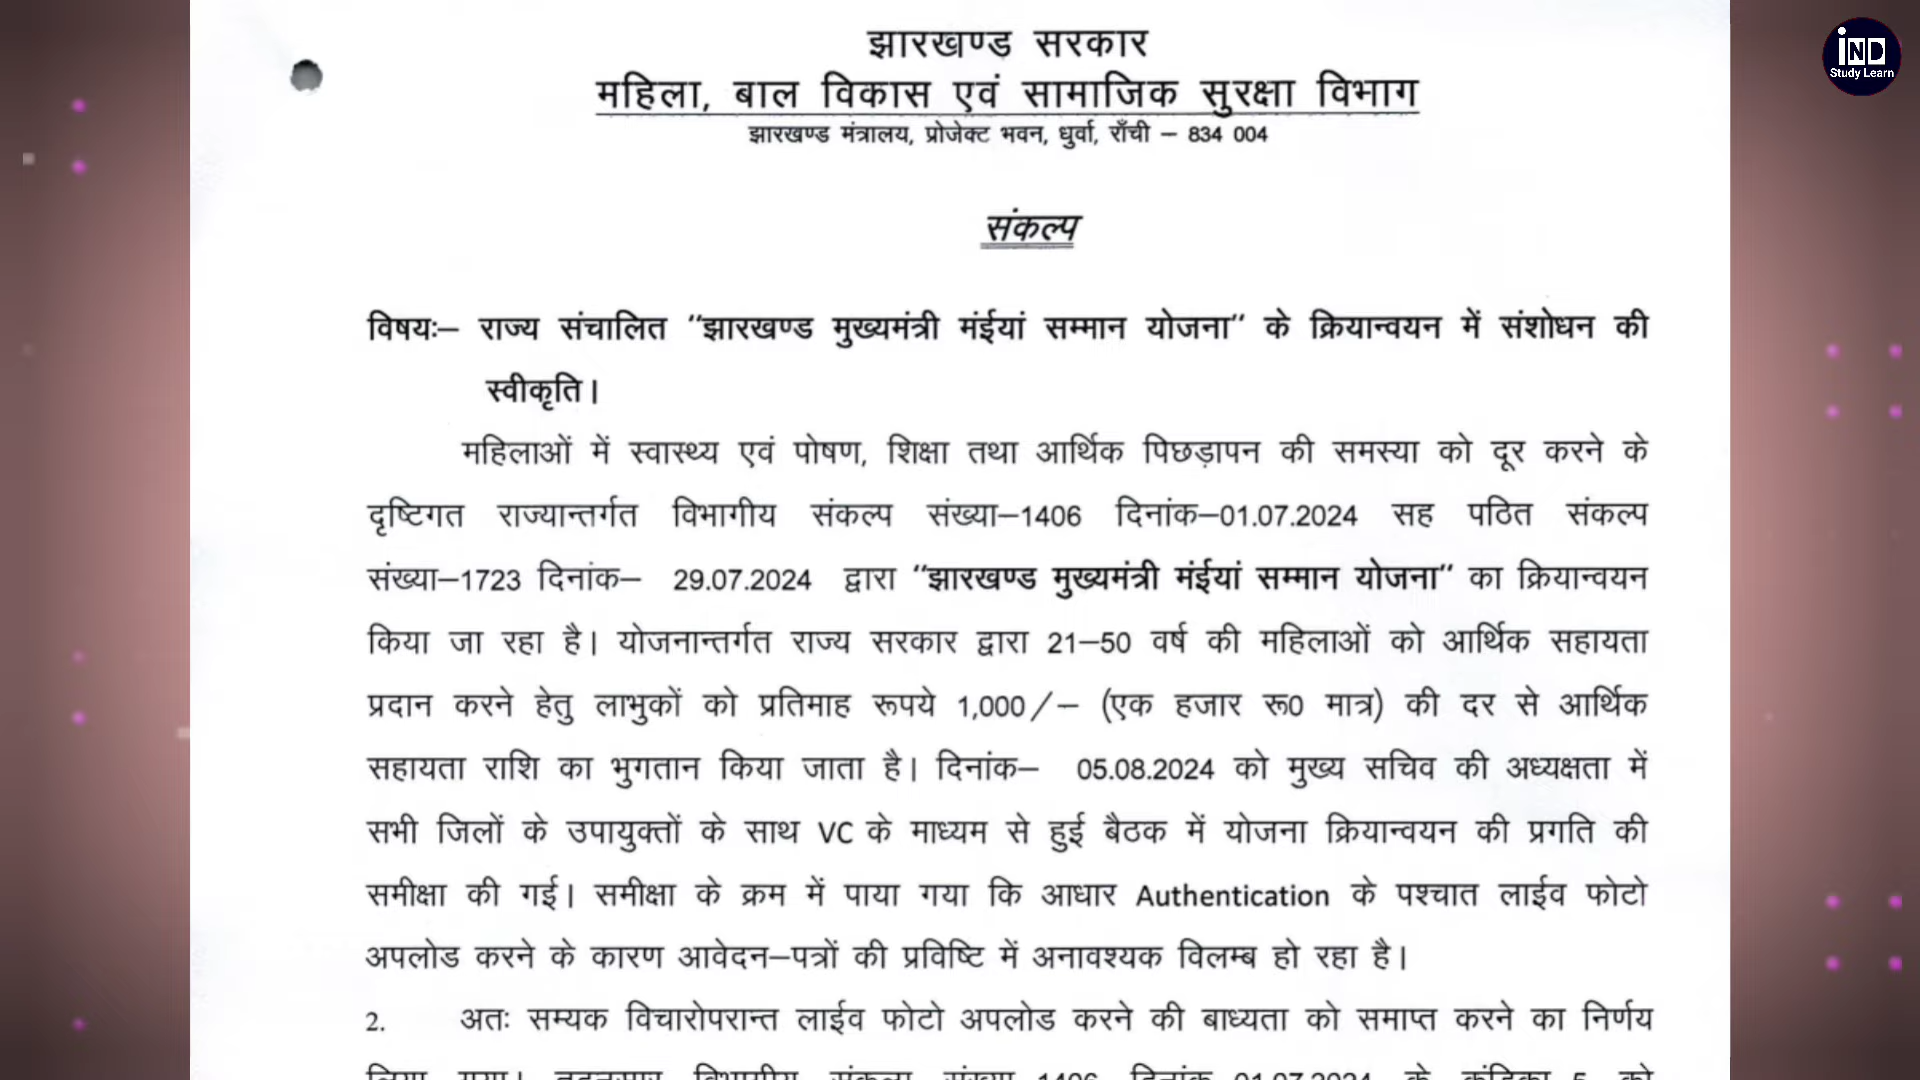 झारखण्ड सरकार
महिला, बाल विकास एवं सामाजिक सुरक्षा विभाग
झारखण्ड मंत्रालय, प्रोजेक्ट भवन, धुर्वा, राँची – 834 004
iND
Study Learn
संकल्प
विषयः– राज्य संचालित “झारखण्ड मुख्यमंत्री मंईयां सम्मान योजना” के क्रियान्वयन में संशोधन की
स्वीकृति।
महिलाओं में स्वास्थ्य एवं पोषण, शिक्षा तथा आर्थिक पिछड़ापन की समस्या को दूर करने के
दृष्टिगत राज्यान्तर्गत विभागीय संकल्प संख्या–1406 दिनांक–01.07.2024 सह पठित संकल्प
संख्या–1723 दिनांक– 29.07.2024 द्वारा “झारखण्ड मुख्यमंत्री मंईयां सम्मान योजना” का क्रियान्वयन
किया जा रहा है। योजनान्तर्गत राज्य सरकार द्वारा 21–50 वर्ष की महिलाओं को आर्थिक सहायता
प्रदान करने हेतु लाभुकों को प्रतिमाह रूपये 1,000/– (एक हजार रू0 मात्र) की दर से आर्थिक
सहायता राशि का भुगतान किया जाता है। दिनांक– 05.08.2024 को मुख्य सचिव की अध्यक्षता में
सभी जिलों के उपायुक्तों के साथ VC के माध्यम से हुई बैठक में योजना क्रियान्वयन की प्रगति की
समीक्षा की गई। समीक्षा के क्रम में पाया गया कि आधार Authentication के पश्चात लाईव फोटो
अपलोड करने के कारण आवेदन–पत्रों की प्रविष्टि में अनावश्यक विलम्ब हो रहा है।
2. अतः सम्यक विचारोपरान्त लाईव फोटो अपलोड करने की बाध्यता को समाप्त करने का निर्णय